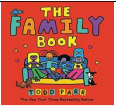 THE
FAMILY
BOOK
TODD PARR
The New York Times Bestselling Author